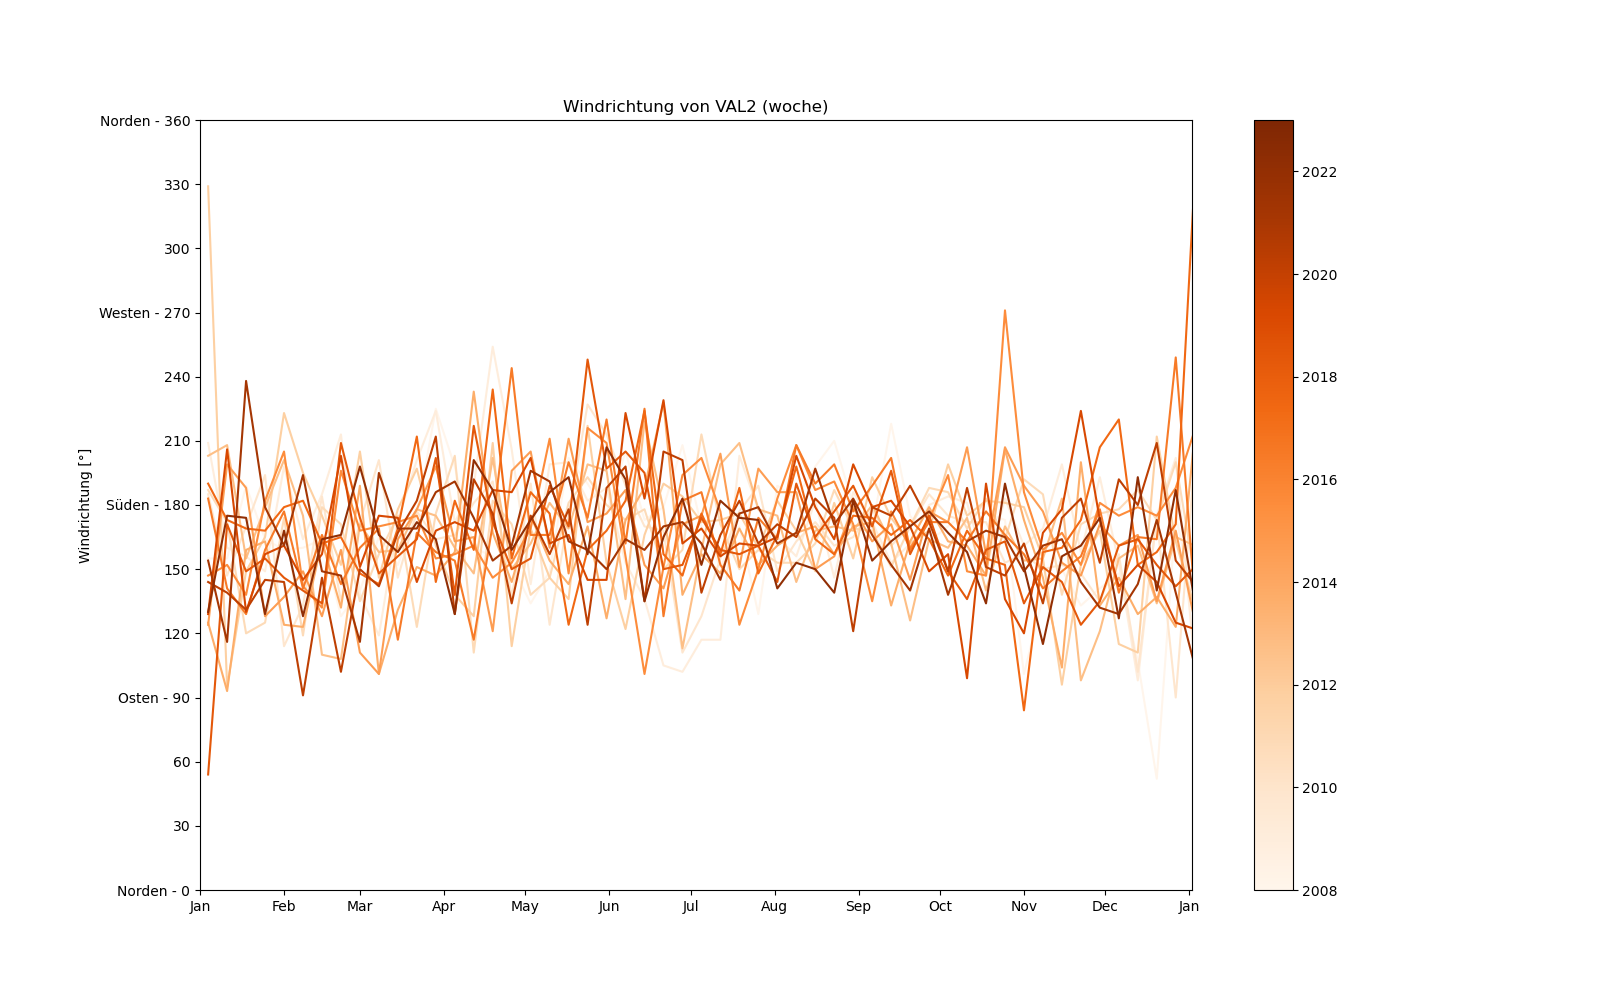 Windrichtung von VAL2 (woche)
Norden - 360
330
300
Westen - 270
240
210
Süden - 180
150
120
Osten - 90
60
30
Norden - 0
Windrichtung [°]
Jan Feb Mar Apr May Jun Jul Aug Sep Oct Nov Dec Jan
2022
2020
2018
2016
2014
2012
2010
2008